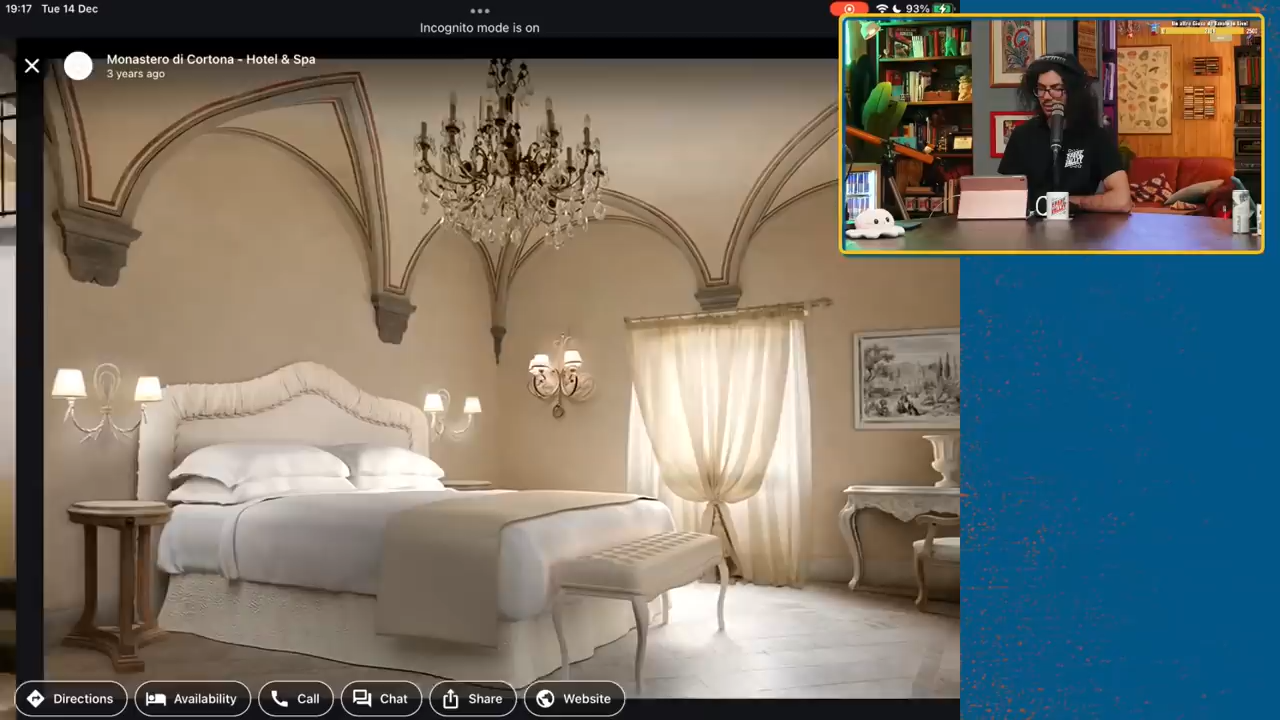 19:17 Tue 14 Dec
93%
Incognito mode is on
Monastero di Cortona - Hotel & Spa
3 years ago
Directions
Availability
Call
Chat
Share
Website